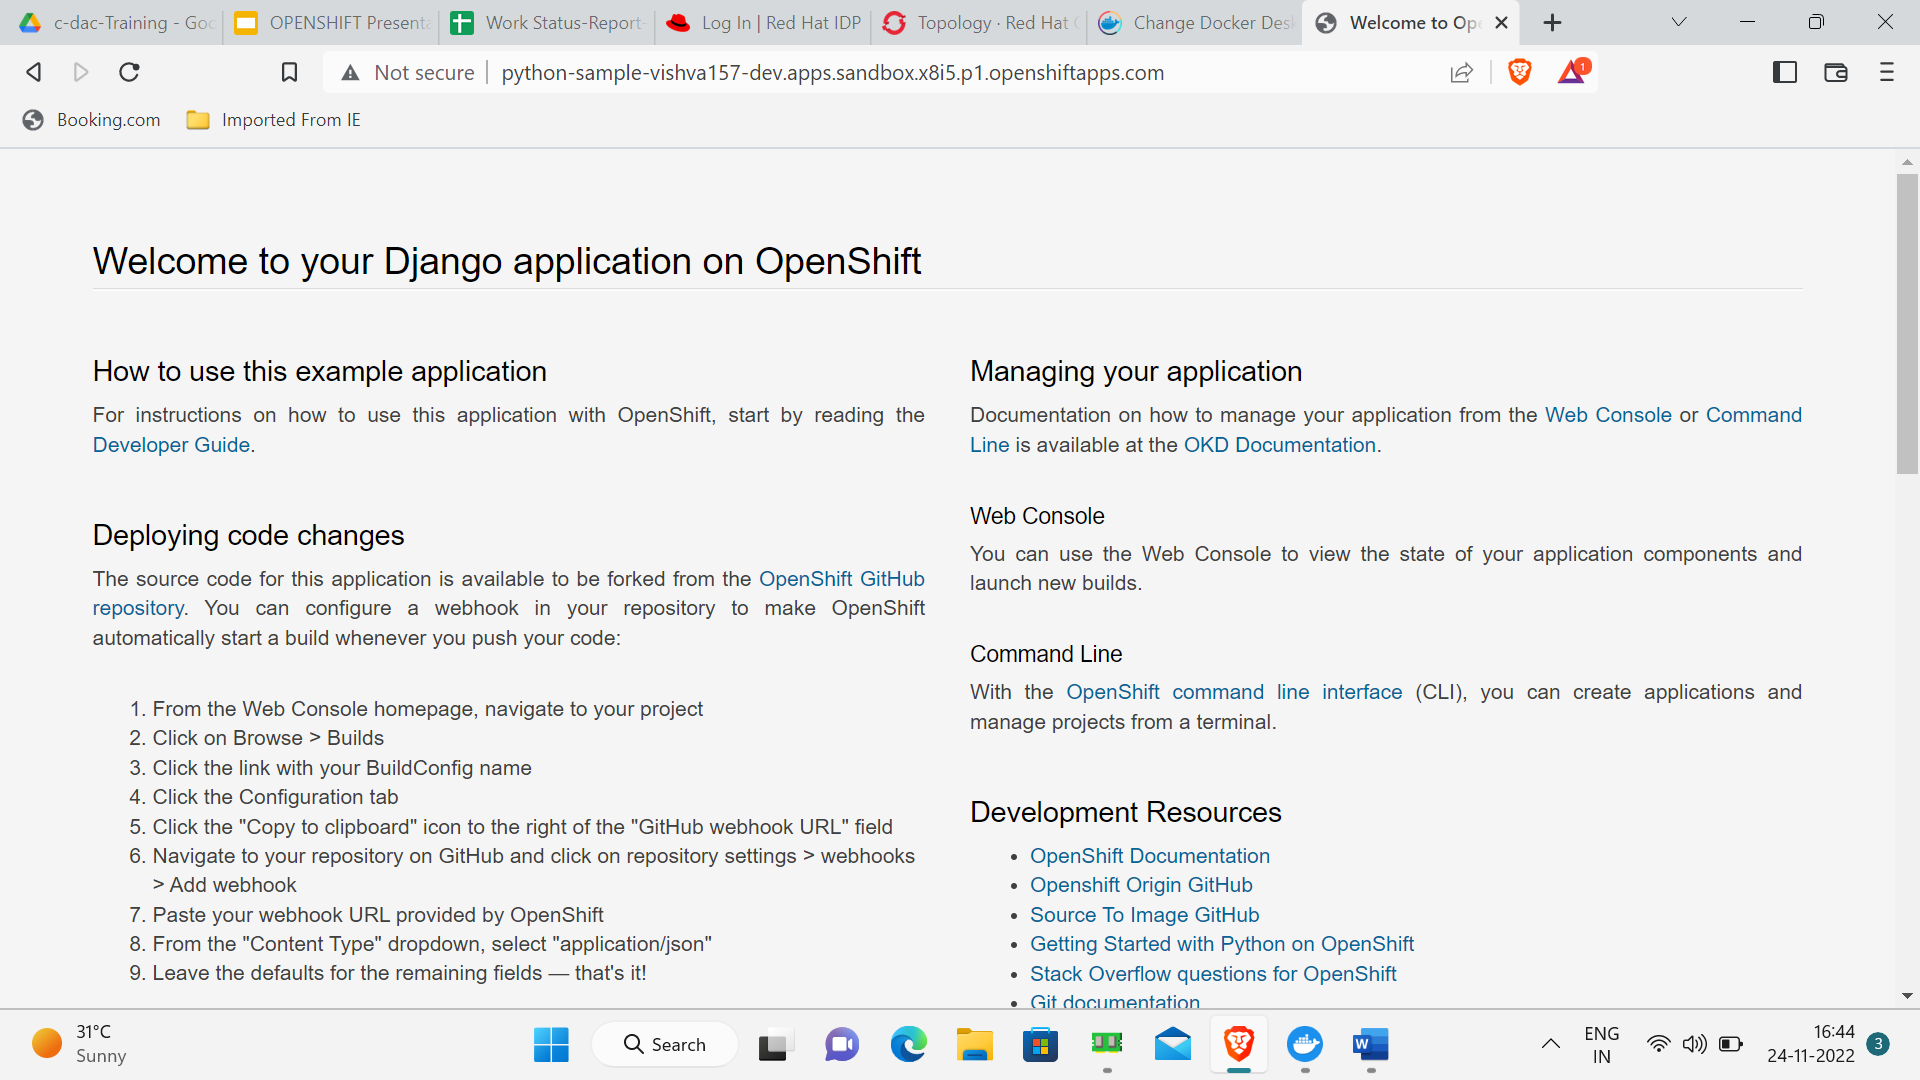 c-dac-Training - Goo
OPENSHIFT Presenta
Work Status-Report-
Log In | Red Hat IDP
Topology · Red Hat
Change Docker Des
Welcome to Op
Not secure
python-sample-vishva157-dev.apps.sandbox.x8i5.p1.openshiftapps.com
1
Booking.com
Imported From IE
Welcome to your Django application on OpenShift
How to use this example application
For instructions on how to use this application with OpenShift, start by reading the
Developer Guide.
Deploying code changes
The source code for this application is available to be forked from the OpenShift GitHub
repository. You can configure a webhook in your repository to make OpenShift
automatically start a build whenever you push your code:
1. From the Web Console homepage, navigate to your project
2. Click on Browse > Builds
3. Click the link with your BuildConfig name
4. Click the Configuration tab
5. Click the "Copy to clipboard" icon to the right of the "GitHub webhook URL" field
6. Navigate to your repository on GitHub and click on repository settings > webhooks
> Add webhook
7. Paste your webhook URL provided by OpenShift
8. From the "Content Type" dropdown, select "application/json"
9. Leave the defaults for the remaining fields — that's it!
Managing your application
Documentation on how to manage your application from the Web Console or Command
Line is available at the OKD Documentation.
Web Console
You can use the Web Console to view the state of your application components and
launch new builds.
Command Line
With the OpenShift command line interface (CLI), you can create applications and
manage projects from a terminal.
Development Resources
• OpenShift Documentation
• Openshift Origin GitHub
• Source To Image GitHub
• Getting Started with Python on OpenShift
• Stack Overflow questions for OpenShift
• Git documentation
31°C
Sunny
Search
W
ENG
IN
16:44
24-11-2022
3